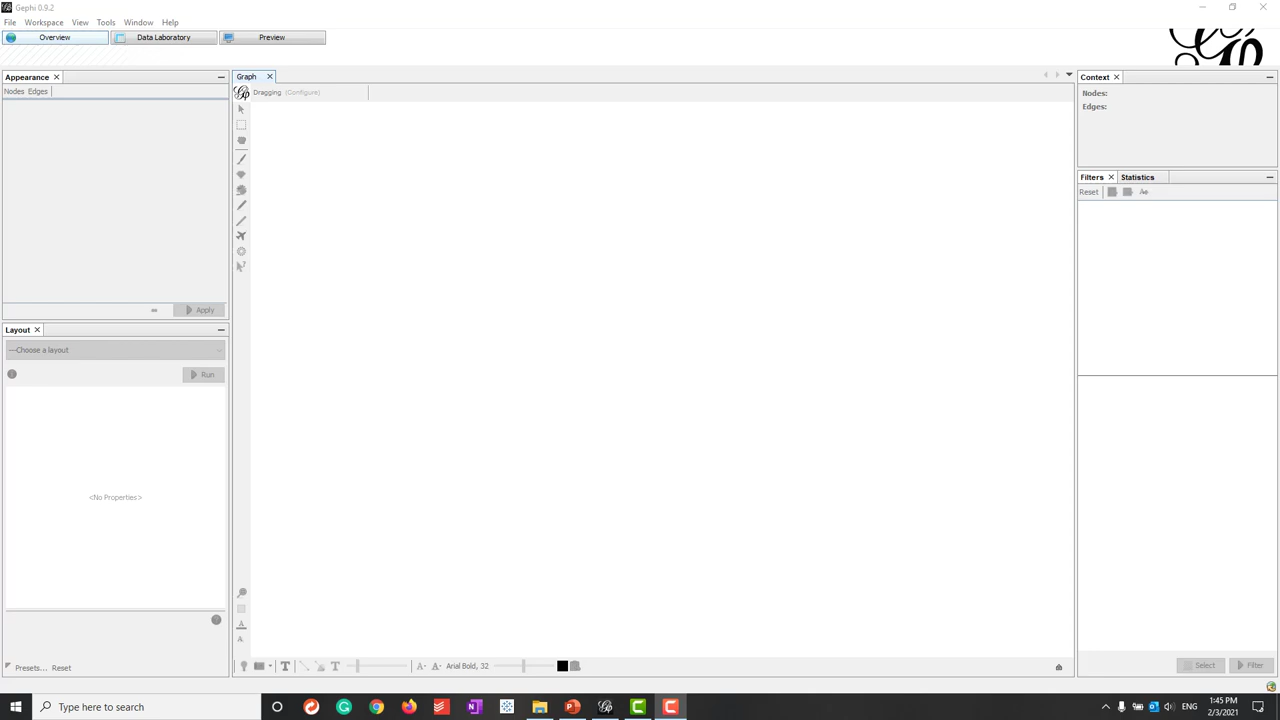 Gephi 0.9.2
File Workspace View Tools Window Help
Overview Data Laboratory Preview
Appearance
Nodes Edges
Apply
Layout
---Choose a layout
Run
<No Properties>
Presets... Reset
Graph
Dragging (Configure)
Arial Bold, 32
Context
Nodes:
Edges:
Filters Statistics
Reset
Select Filter
Type here to search
ENG
1:45 PM
2/3/2021